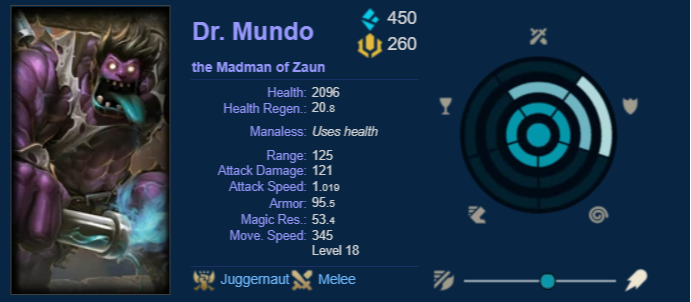 Dr. Mundo
450
260
the Madman of Zaun
Health: 2096
Health Regen.: 20.8
Manaless: Uses health
Range: 125
Attack Damage: 121
Attack Speed: 1.019
Armor: 95.5
Magic Res.: 53.4
Move. Speed: 345
Level 18
Juggernaut Melee